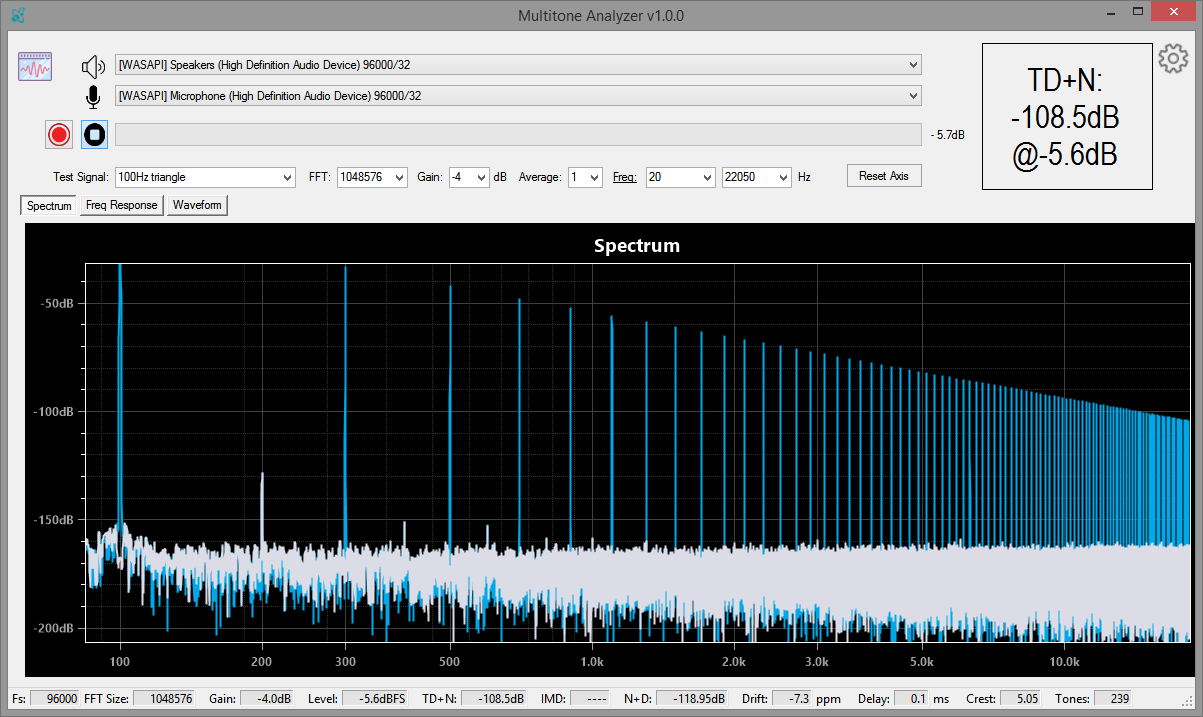 Multitone Analyzer v1.0.0
[WASAPI] Speakers (High Definition Audio Device) 96000/32
[WASAPI] Microphone (High Definition Audio Device) 96000/32
- 5.7dB
TD+N:
-108.5dB
@-5.6dB
Test Signal: 100Hz triangle FFT: 1048576 Gain: -4 dB Average: 1 Freq: 20 22050 Hz Reset Axis
Spectrum Freq Response Waveform
Spectrum
-50dB
-100dB
-150dB
-200dB
100 200 300 500 1.0k 2.0k 3.0k 5.0k 10.0k
Fs: 96000 FFT Size: 1048576 Gain: -4.0dB Level: -5.6dBFS TD+N: -108.5dB IMD: ---- N+D: -118.95dB Drift: -7.3 ppm Delay: 0.1 ms Crest: 5.05 Tones: 239